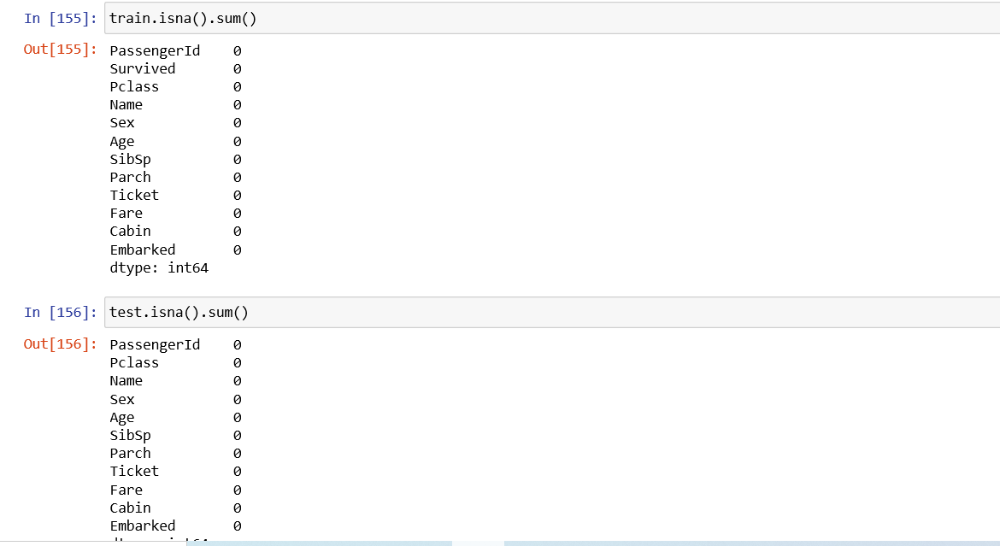 In [155]: train.isna().sum()
Out[155]: PassengerId 0
Survived 0
Pclass 0
Name 0
Sex 0
Age 0
SibSp 0
Parch 0
Ticket 0
Fare 0
Cabin 0
Embarked 0
dtype: int64
In [156]: test.isna().sum()
Out[156]: PassengerId 0
Pclass 0
Name 0
Sex 0
Age 0
SibSp 0
Parch 0
Ticket 0
Fare 0
Cabin 0
Embarked 0